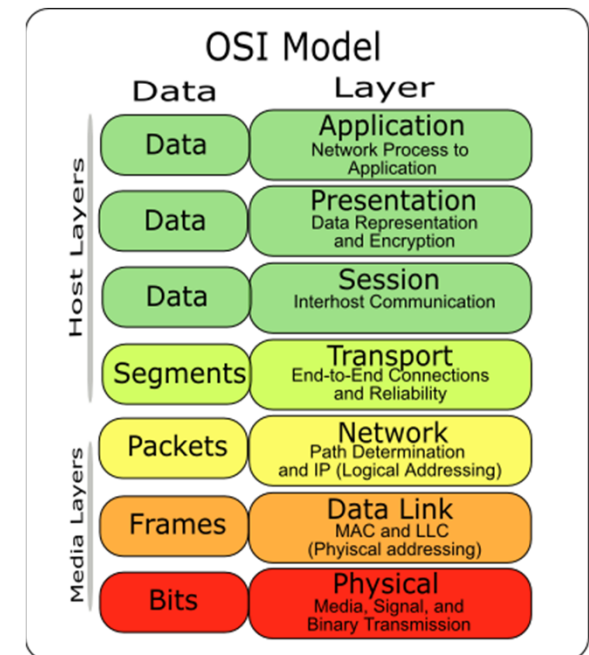 OSI Model
Data Layer
Host Layers
Data
Application
Network Process to
Application
Data
Presentation
Data Representation
and Encryption
Data
Session
Interhost Communication
Segments
Transport
End-to-End Connections
and Reliability
Media Layers
Packets
Network
Path Determination
and IP (Logical Addressing)
Frames
Data Link
MAC and LLC
(Phyiscal addressing)
Bits
Physical
Media, Signal, and
Binary Transmission